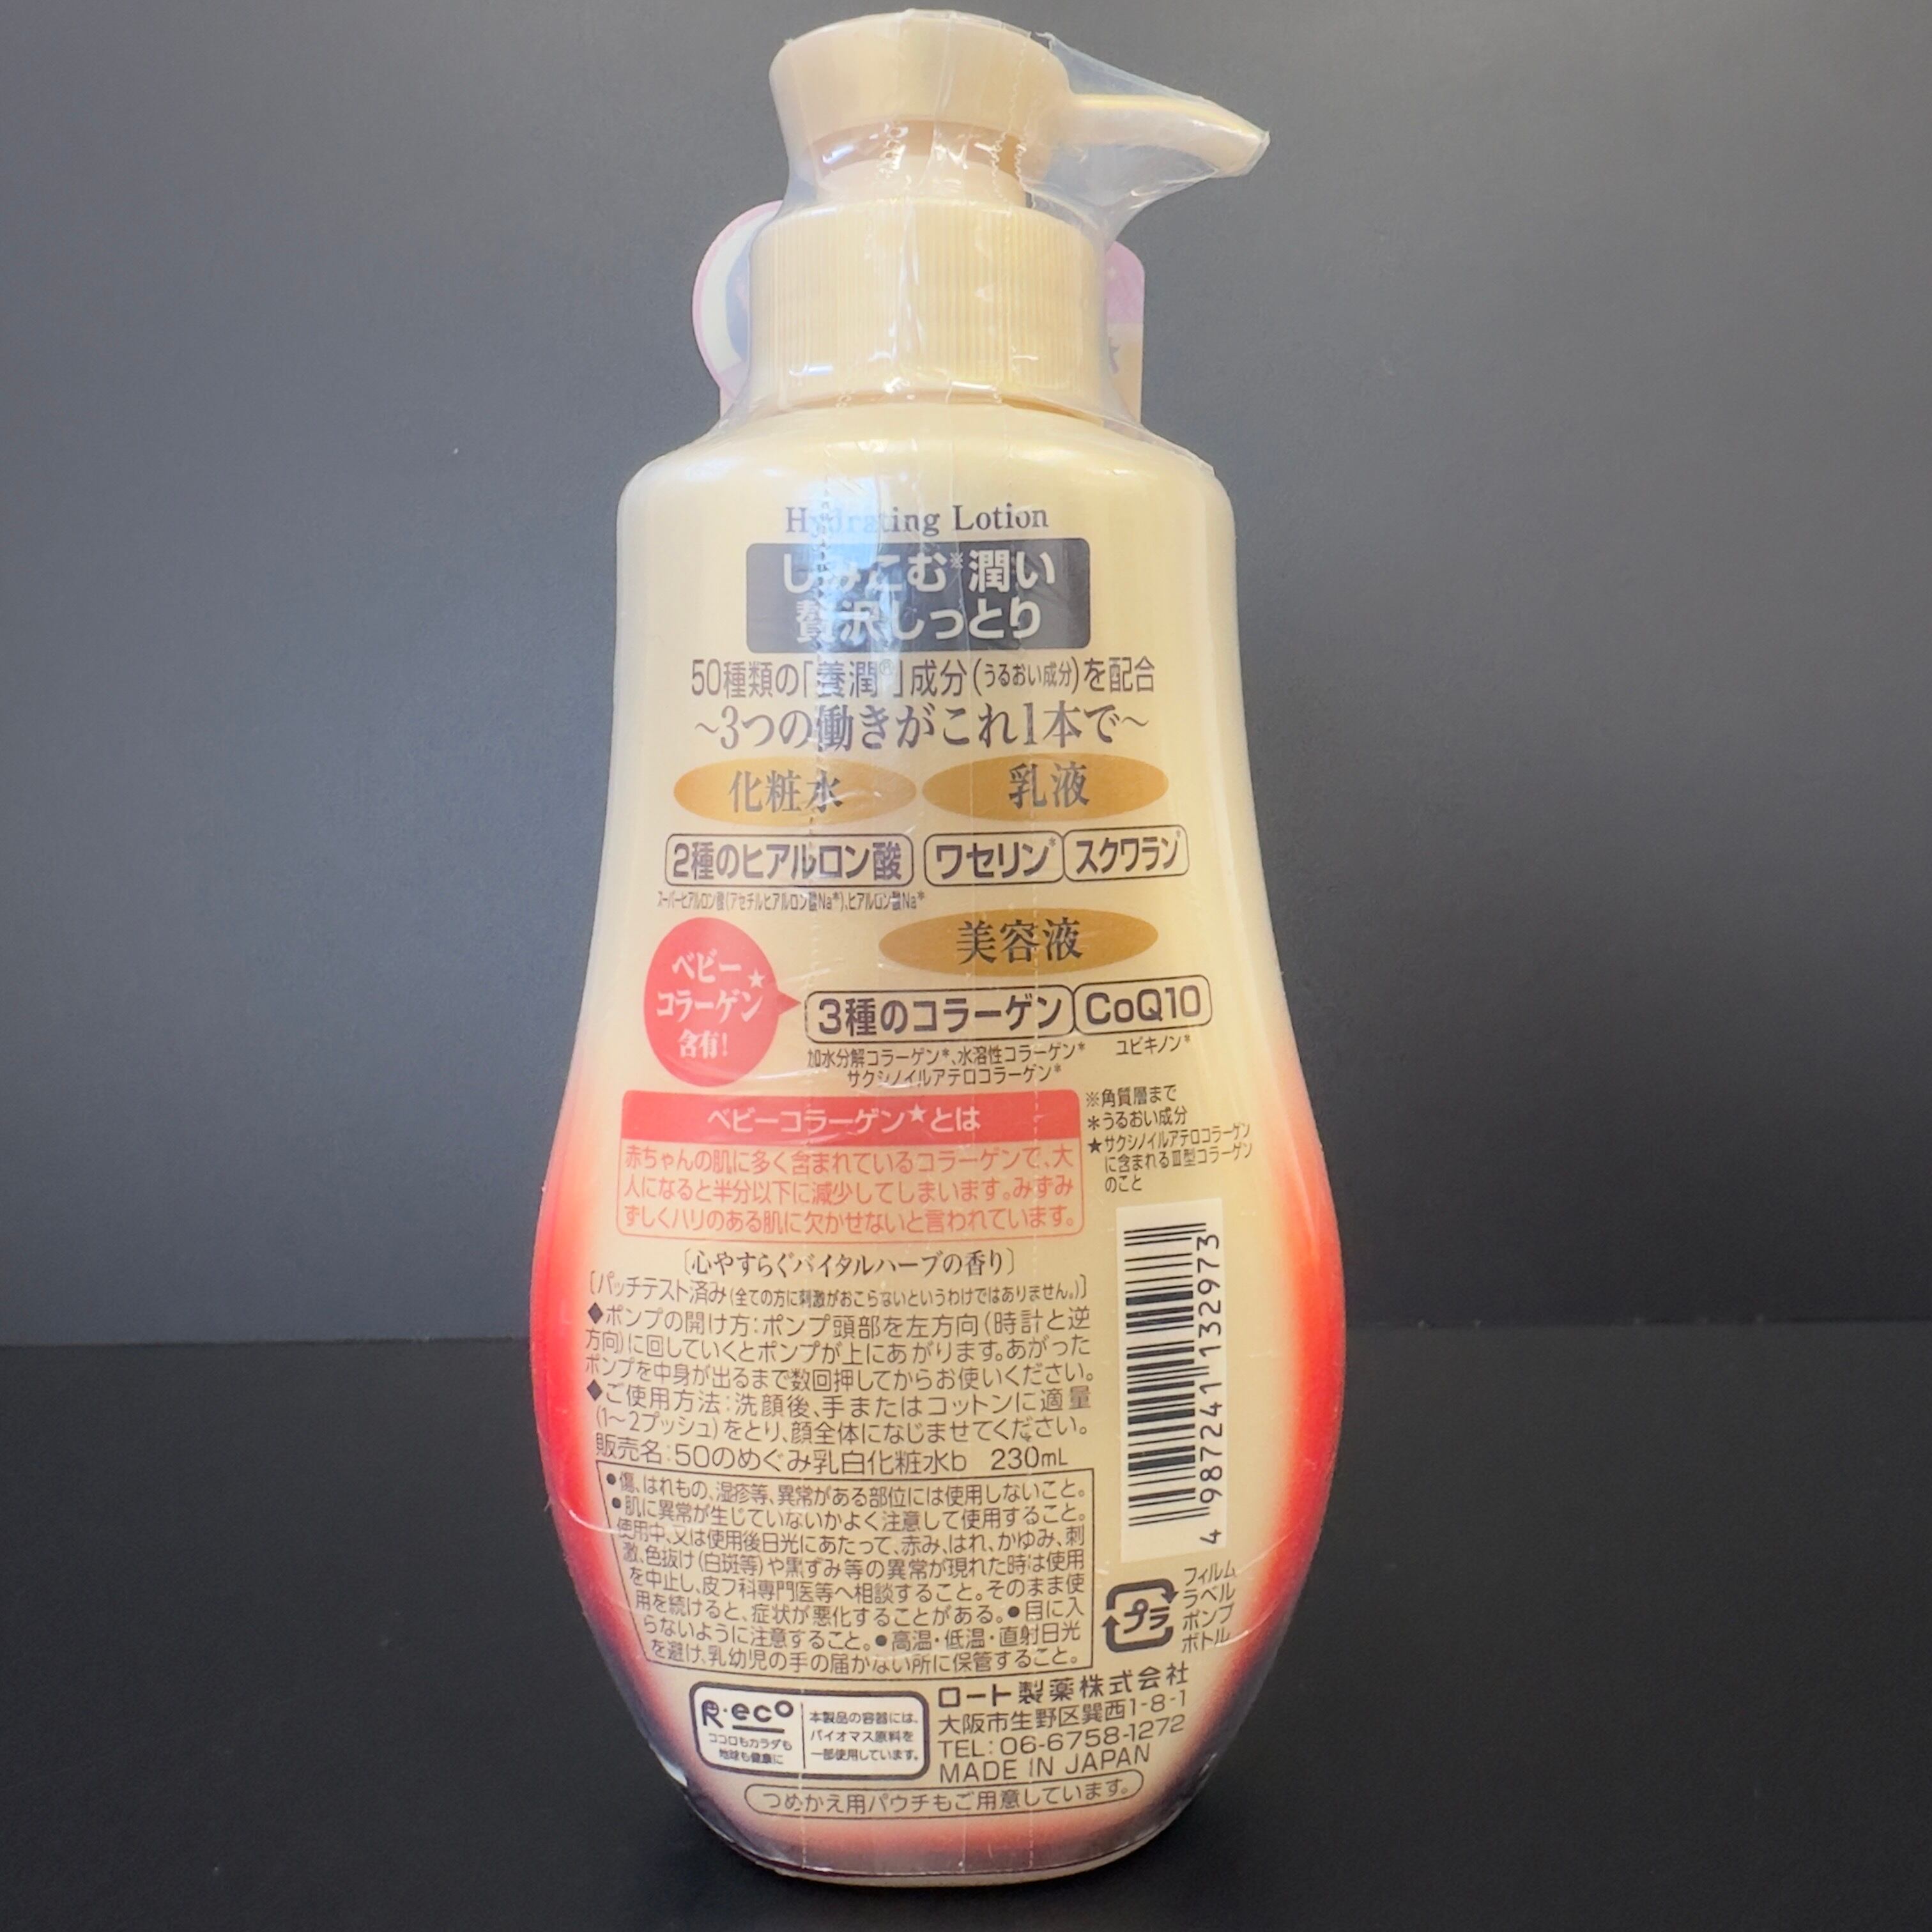 Hydrating Lotion
しみこむ※潤い
贅沢しっとり
50種類の「養潤®」成分(うるおい成分)を配合
~3つの働きがこれ1本で~
化粧水
乳液
2種のヒアルロン酸
ワセリン*
スクワラン*
スーパーヒアルロン酸(アセチルヒアルロン酸Na*)、ヒアルロン酸Na*
美容液
ベビー
コラーゲン★
含有!
3種のコラーゲン
CoQ10
加水分解コラーゲン*、水溶性コラーゲン*
サクシノイルアテロコラーゲン*
ユビキノン*
ベビーコラーゲン★とは
赤ちゃんの肌に多く含まれているコラーゲンで、大
人になると半分以下に減少してしまいます。みずみ
ずしくハリのある肌に欠かせないと言われています。
※角質層まで
*うるおい成分
★サクシノイルアテロコラーゲン
に含まれるIII型コラーゲン
のこと
〔心やすらぐバイタルハーブの香り〕
[パッチテスト済み(全ての方に刺激がおこらないというわけではありません。)]
◆ポンプの開け方:ポンプ頭部を左方向(時計と逆
方向)に回していくとポンプが上にあがります。あがった
ポンプを中身が出るまで数回押してからお使いください。
◆ご使用方法:洗顔後、手またはコットンに適量
(1~2プッシュ)をとり、顔全体になじませてください。
販売名:50のめぐみ乳白化粧水b 230mL
●傷、はれもの、湿疹等、異常がある部位には使用しないこと。
●肌に異常が生じていないかよく注意して使用すること。
使用中、又は使用後日光にあたって、赤み、はれ、かゆみ、刺
激、色抜け(白斑等)や黒ずみ等の異常が現れた時は使用
を中止し、皮フ科専門医等へ相談すること。そのまま使
用を続けると、症状が悪化することがある。●目に入
らないように注意すること。●高温・低温・直射日光
を避け、乳幼児の手の届かない所に保管すること。
4 987241 132973
プラ
フィルム
ラベル
ポンプ
ボトル
R・eco
ココロもカラダも
地球も健康に
本製品の容器には、
バイオマス原料を
一部使用しています。
ロート製薬株式会社
大阪市生野区巽西1-8-1
TEL:06-6758-1272
MADE IN JAPAN
つめかえ用パウチもご用意しています。